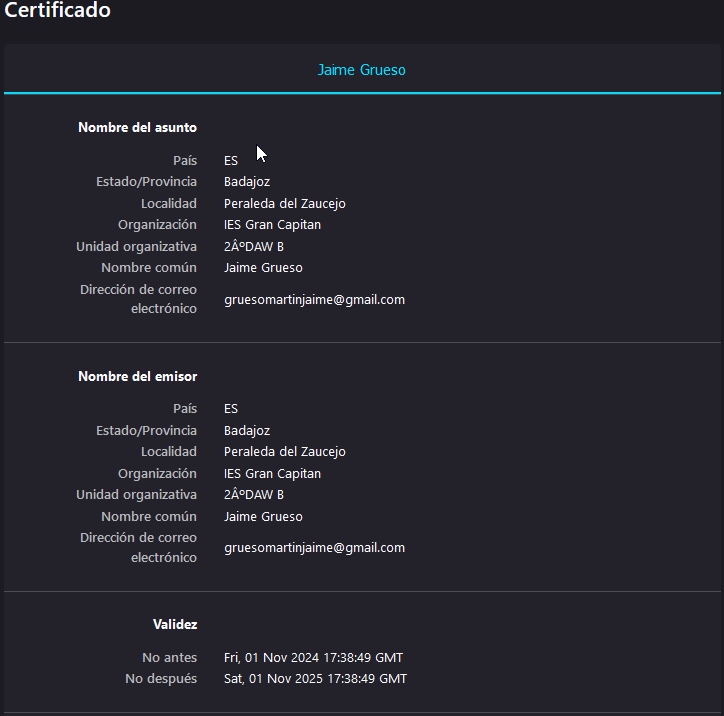 Certificado
Jaime Grueso
Nombre del asunto
País ES
Estado/Provincia Badajoz
Localidad Peraleda del Zaucejo
Organización IES Gran Capitan
Unidad organizativa 2ÂºDAW B
Nombre común Jaime Grueso
Dirección de correo
electrónico gruesomartinjaime@gmail.com
Nombre del emisor
País ES
Estado/Provincia Badajoz
Localidad Peraleda del Zaucejo
Organización IES Gran Capitan
Unidad organizativa 2ÂºDAW B
Nombre común Jaime Grueso
Dirección de correo
electrónico gruesomartinjaime@gmail.com
Validez
No antes Fri, 01 Nov 2024 17:38:49 GMT
No después Sat, 01 Nov 2025 17:38:49 GMT